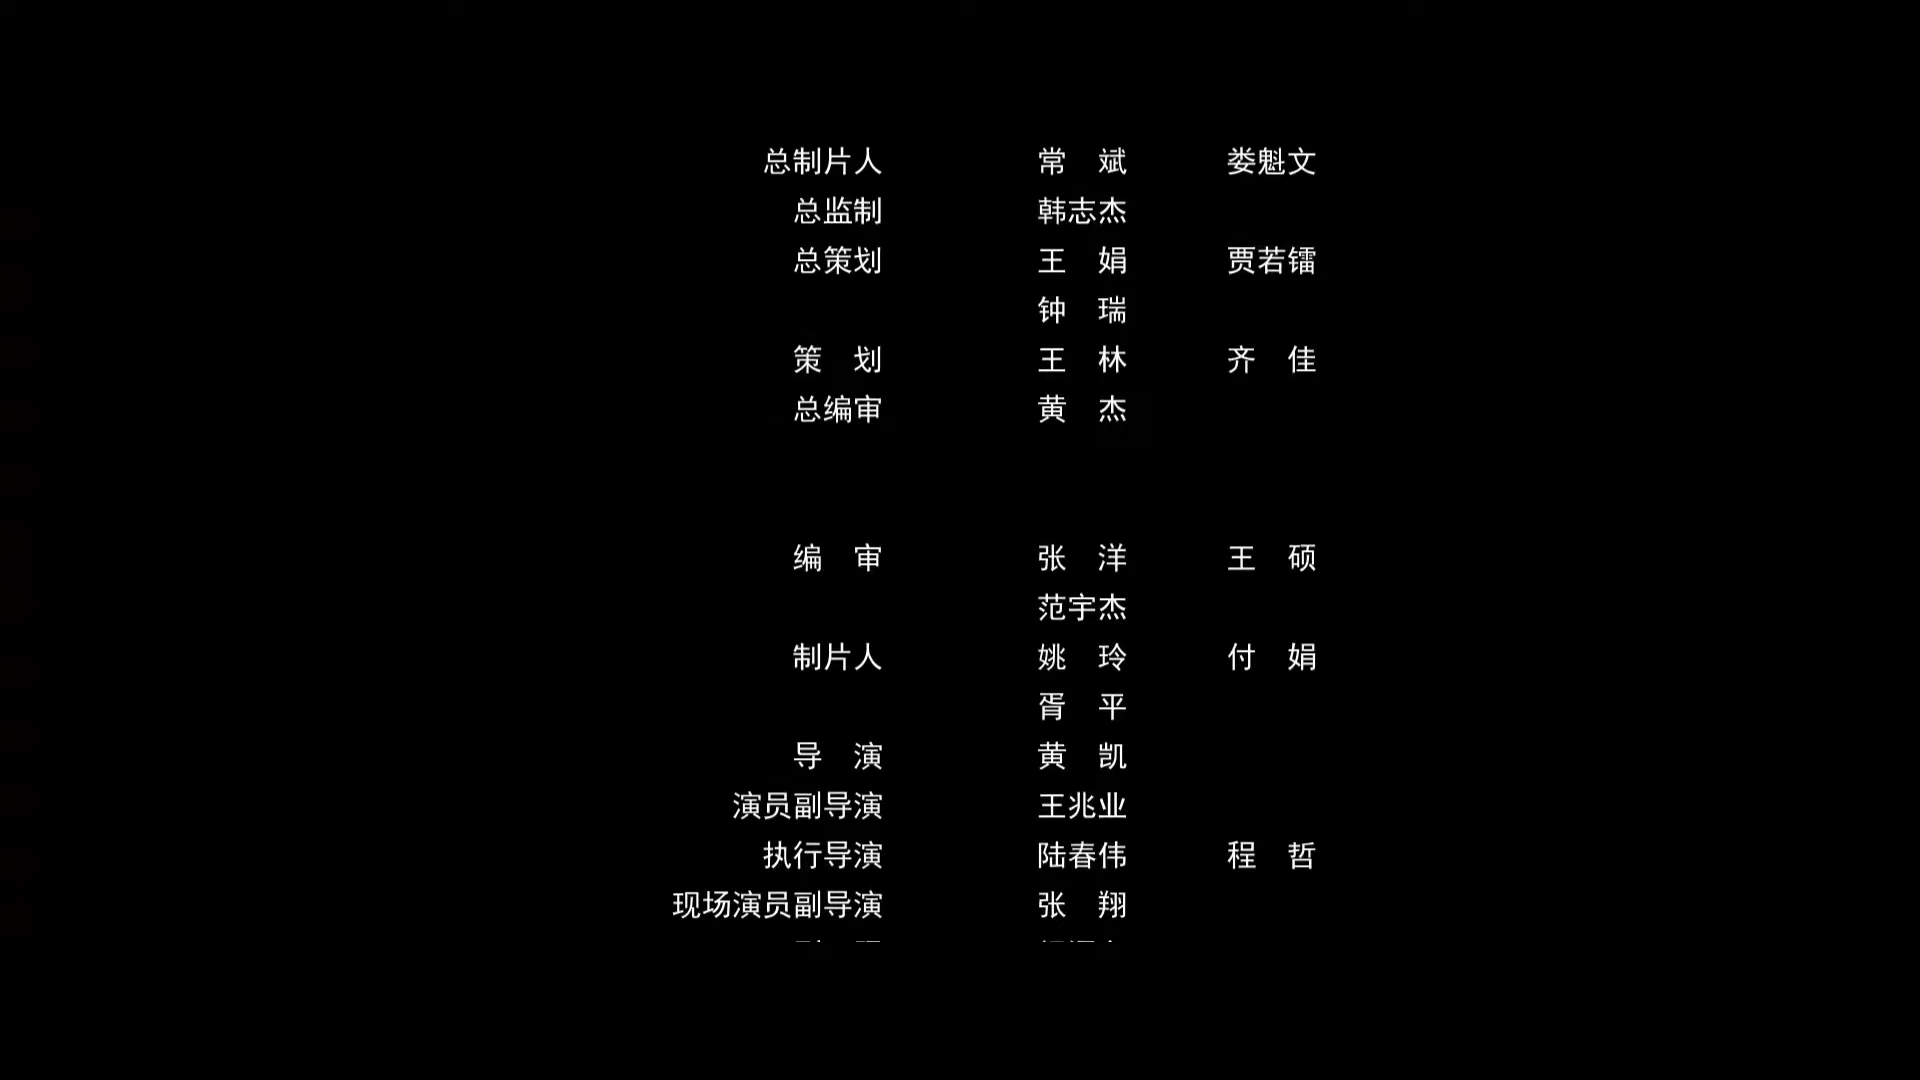 总制片人 常 斌 娄魁文
总监制 韩志杰
总策划 王 娟 贾若镭
钟 瑞
策 划 王 林 齐 佳
总编审 黄 杰
编 审 张 洋 王 硕
范宇杰
制片人 姚 玲 付 娟
胥 平
导 演 黄 凯
演员副导演 王兆业
执行导演 陆春伟 程 哲
现场演员副导演 张 翔